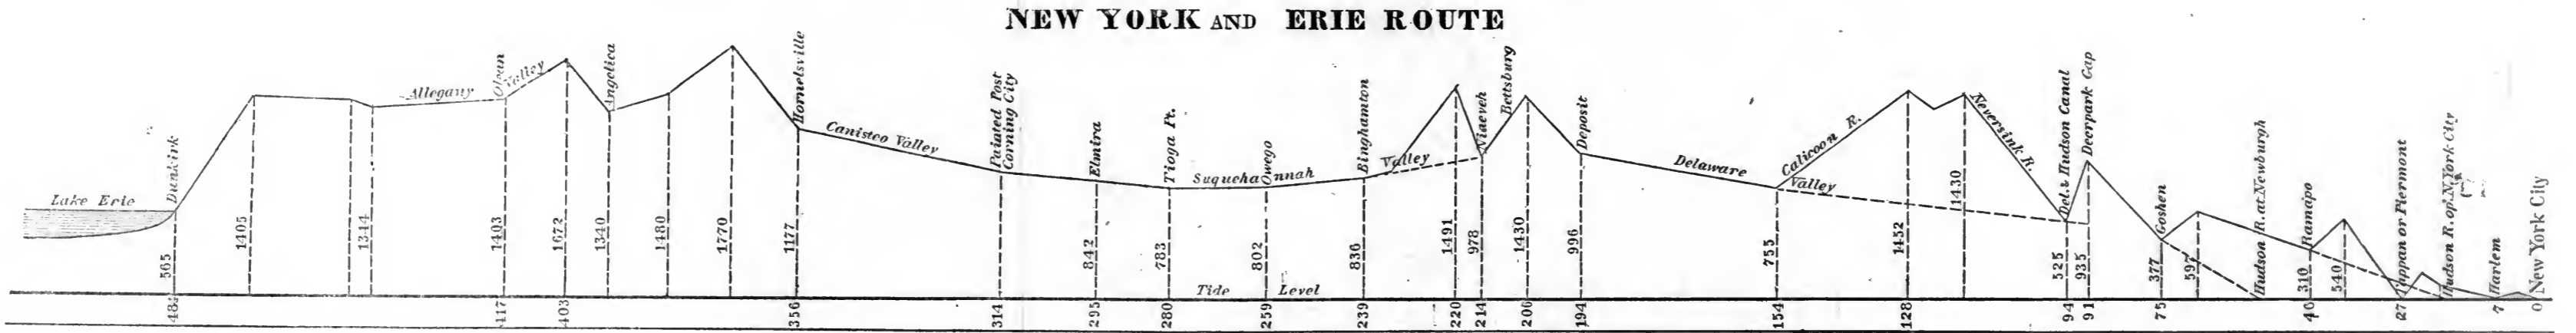 NEW YORK AND ERIE ROUTE
Lake Erie
Dunkirk
Allegany
Olean
Valley
Angelica
Hornelsville
Canisteo Valley
Painted Post
Corning City
Elmira
Tioga Pt.
Suqueha nnah
Owego
Binghamton
Valley
Niaeveh
Bettsburg
Deposit
Delaware
Valley
Calicoon R.
Neversink R.
Del. & Hudson Canal
Deerpark Gap
Goshen
Hudson R. at Newburgh
Ramapo
Tappan or Piermont
Hudson R. op. N. York City
Harlem
New York City
565
1405
1344
1403
1672
1340
1480
1770
1177
842
783
802
836
1491
978
1430
996
755
1452
1430
525
935
377
597
310
540
Tide Level
417
403
356
314
295
280
259
239
220
214
206
194
154
128
94
91
75
46
27
7
0